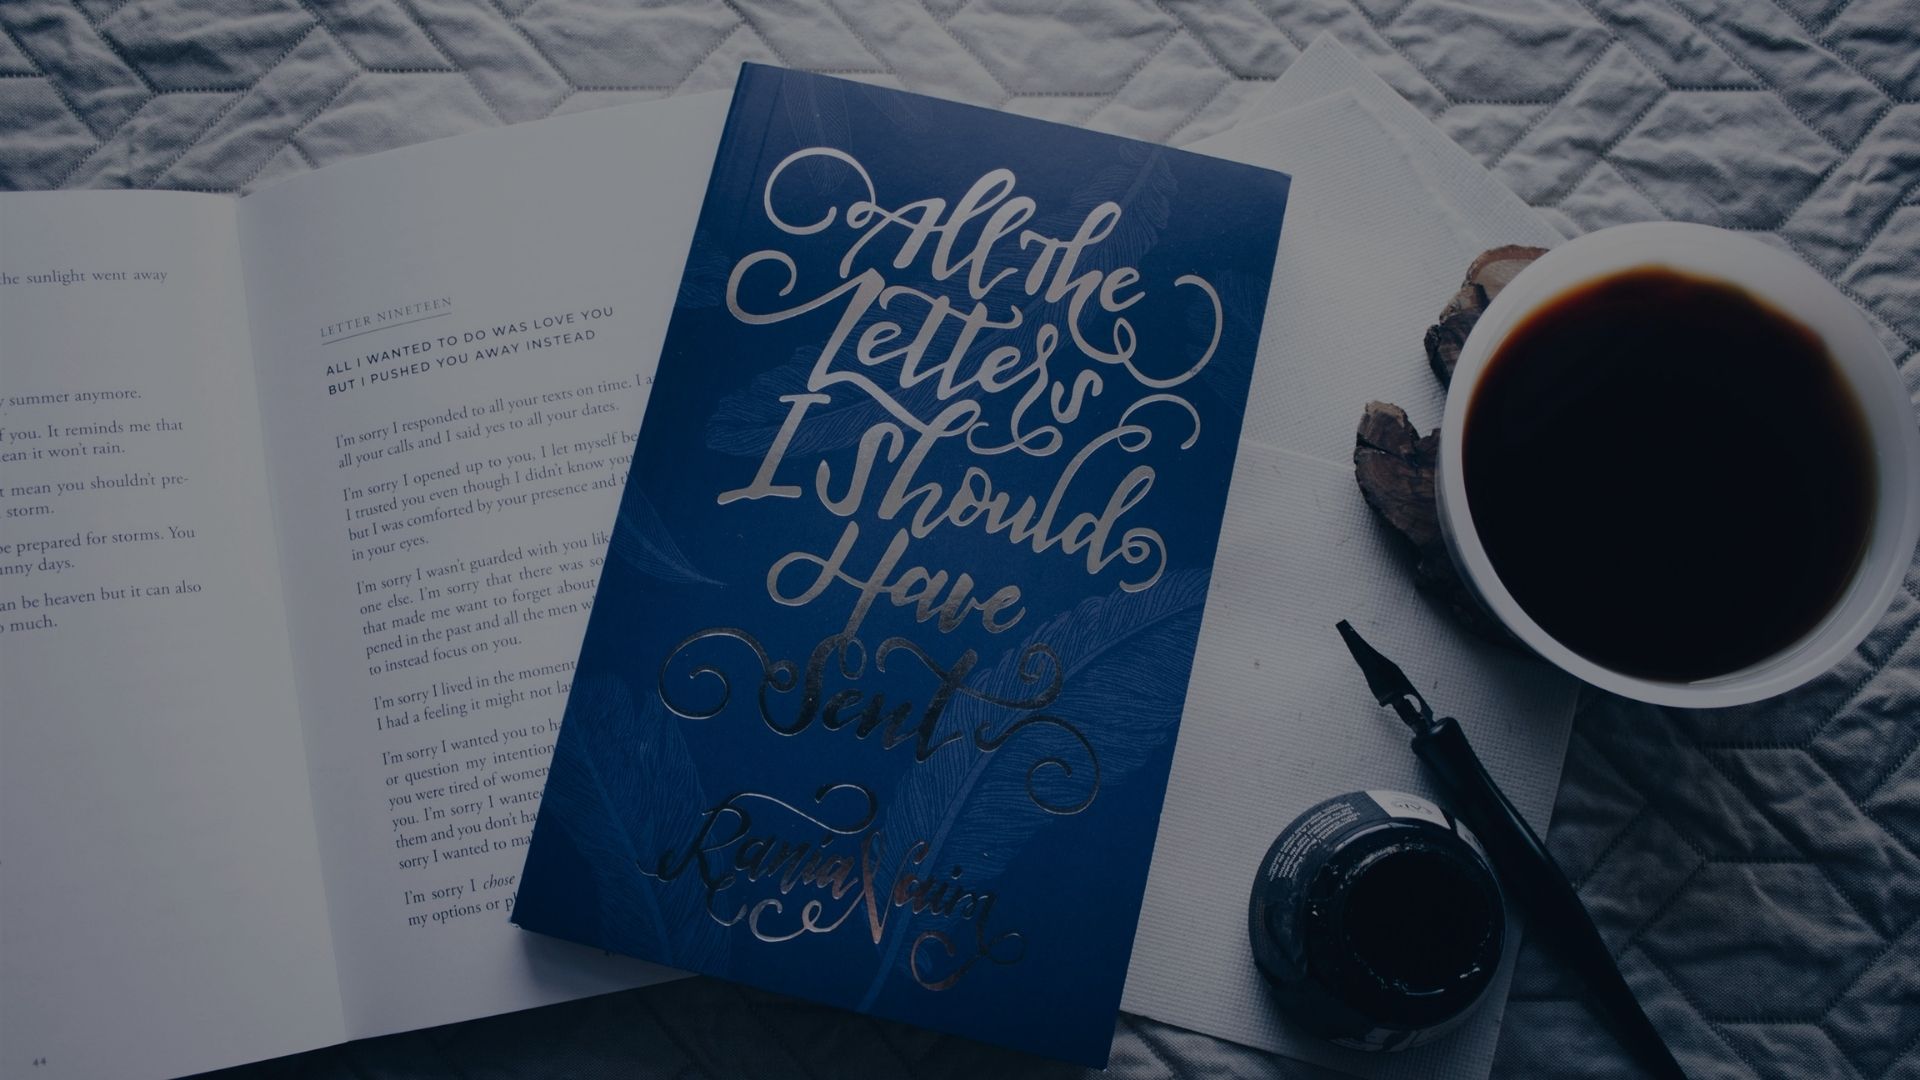 the sunlight went away
summer anymore.
f you. It reminds me that
ean it won't rain.
t mean you shouldn't pre-
storm.
be prepared for storms. You
nny days.
an be heaven but it can also
o much.
44
LETTER NINETEEN
ALL I WANTED TO DO WAS LOVE YOU
BUT I PUSHED YOU AWAY INSTEAD
I'm sorry I responded to all your texts on time. I a
all your calls and I said yes to all your dates.
I'm sorry I opened up to you, I let myself be
I trusted you even though I didn't know you
but I was comforted by your presence and t
in your eyes.
I'm sorry I wasn't guarded with you lik
one else. I'm sorry that there was so
that made me want to forget about
pened in the past and all the men w
to instead focus on you.
I'm sorry I lived in the moment
I had a feeling it might not las
I'm sorry I wanted you to h
or question my intention
you were tired of women
you. I'm sorry I wante
them and you don't ha
sorry I wanted to ma
I'm sorry I chose
my options or p
All The
Letters
I Should
Have
Sent
Rania Naim